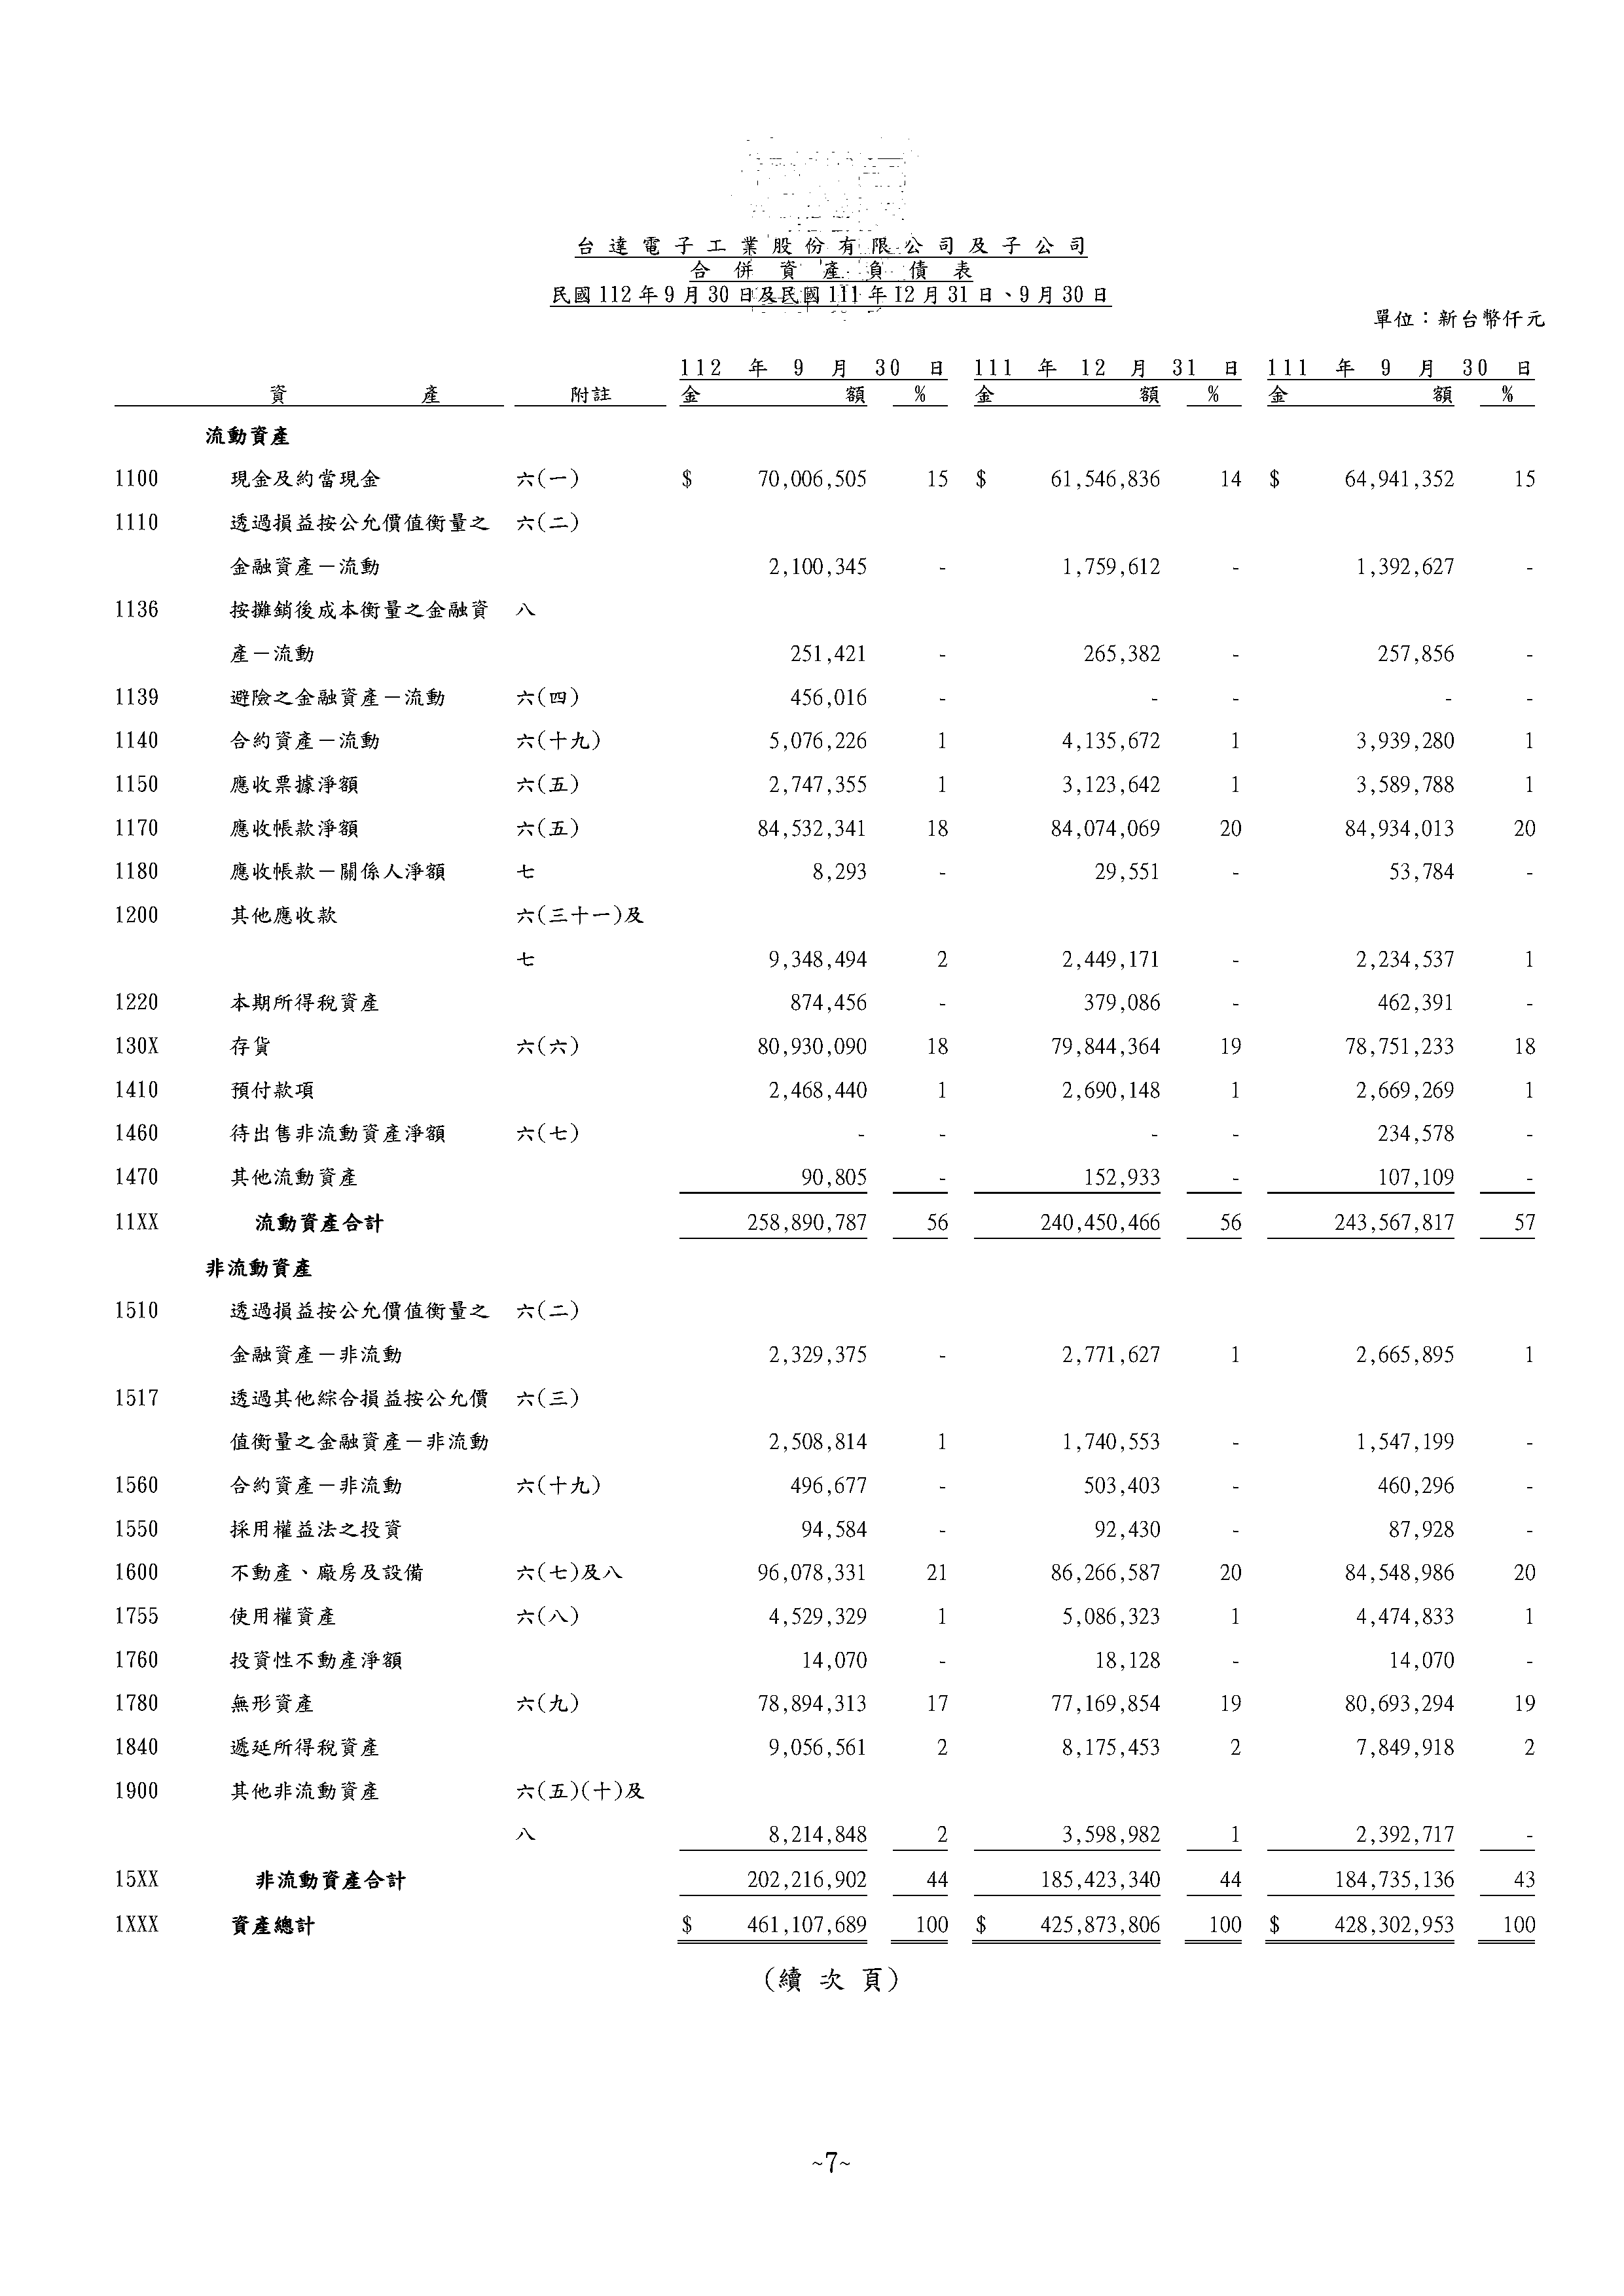 台達電子工業股份有限公司及子公司
合併資產負債表
民國112年9月30日及民國111年12月31日、9月30日
單位：新台幣仟元
112年9月30日 111年12月31日 111年9月30日
資產 附註 金額 % 金額 % 金額 %
流動資產
1100 現金及約當現金 六(一) $ 70,006,505 15 $ 61,546,836 14 $ 64,941,352 15
1110 透過損益按公允價值衡量之 六(二)
金融資產－流動 2,100,345 - 1,759,612 - 1,392,627 -
1136 按攤銷後成本衡量之金融資 八
產－流動 251,421 - 265,382 - 257,856 -
1139 避險之金融資產－流動 六(四) 456,016 - - - - -
1140 合約資產－流動 六(十九) 5,076,226 1 4,135,672 1 3,939,280 1
1150 應收票據淨額 六(五) 2,747,355 1 3,123,642 1 3,589,788 1
1170 應收帳款淨額 六(五) 84,532,341 18 84,074,069 20 84,934,013 20
1180 應收帳款－關係人淨額 七 8,293 - 29,551 - 53,784 -
1200 其他應收款 六(三十一)及
七 9,348,494 2 2,449,171 - 2,234,537 1
1220 本期所得稅資產 874,456 - 379,086 - 462,391 -
130X 存貨 六(六) 80,930,090 18 79,844,364 19 78,751,233 18
1410 預付款項 2,468,440 1 2,690,148 1 2,669,269 1
1460 待出售非流動資產淨額 六(七) - - - - 234,578 -
1470 其他流動資產 90,805 - 152,933 - 107,109 -
11XX 流動資產合計 258,890,787 56 240,450,466 56 243,567,817 57
非流動資產
1510 透過損益按公允價值衡量之 六(二)
金融資產－非流動 2,329,375 - 2,771,627 1 2,665,895 1
1517 透過其他綜合損益按公允價 六(三)
值衡量之金融資產－非流動 2,508,814 1 1,740,553 - 1,547,199 -
1560 合約資產－非流動 六(十九) 496,677 - 503,403 - 460,296 -
1550 採用權益法之投資 94,584 - 92,430 - 87,928 -
1600 不動產、廠房及設備 六(七)及八 96,078,331 21 86,266,587 20 84,548,986 20
1755 使用權資產 六(八) 4,529,329 1 5,086,323 1 4,474,833 1
1760 投資性不動產淨額 14,070 - 18,128 - 14,070 -
1780 無形資產 六(九) 78,894,313 17 77,169,854 19 80,693,294 19
1840 遞延所得稅資產 9,056,561 2 8,175,453 2 7,849,918 2
1900 其他非流動資產 六(五)(十)及
八 8,214,848 2 3,598,982 1 2,392,717 -
15XX 非流動資產合計 202,216,902 44 185,423,340 44 184,735,136 43
1XXX 資產總計 $ 461,107,689 100 $ 425,873,806 100 $ 428,302,953 100
(續次頁)
~7~